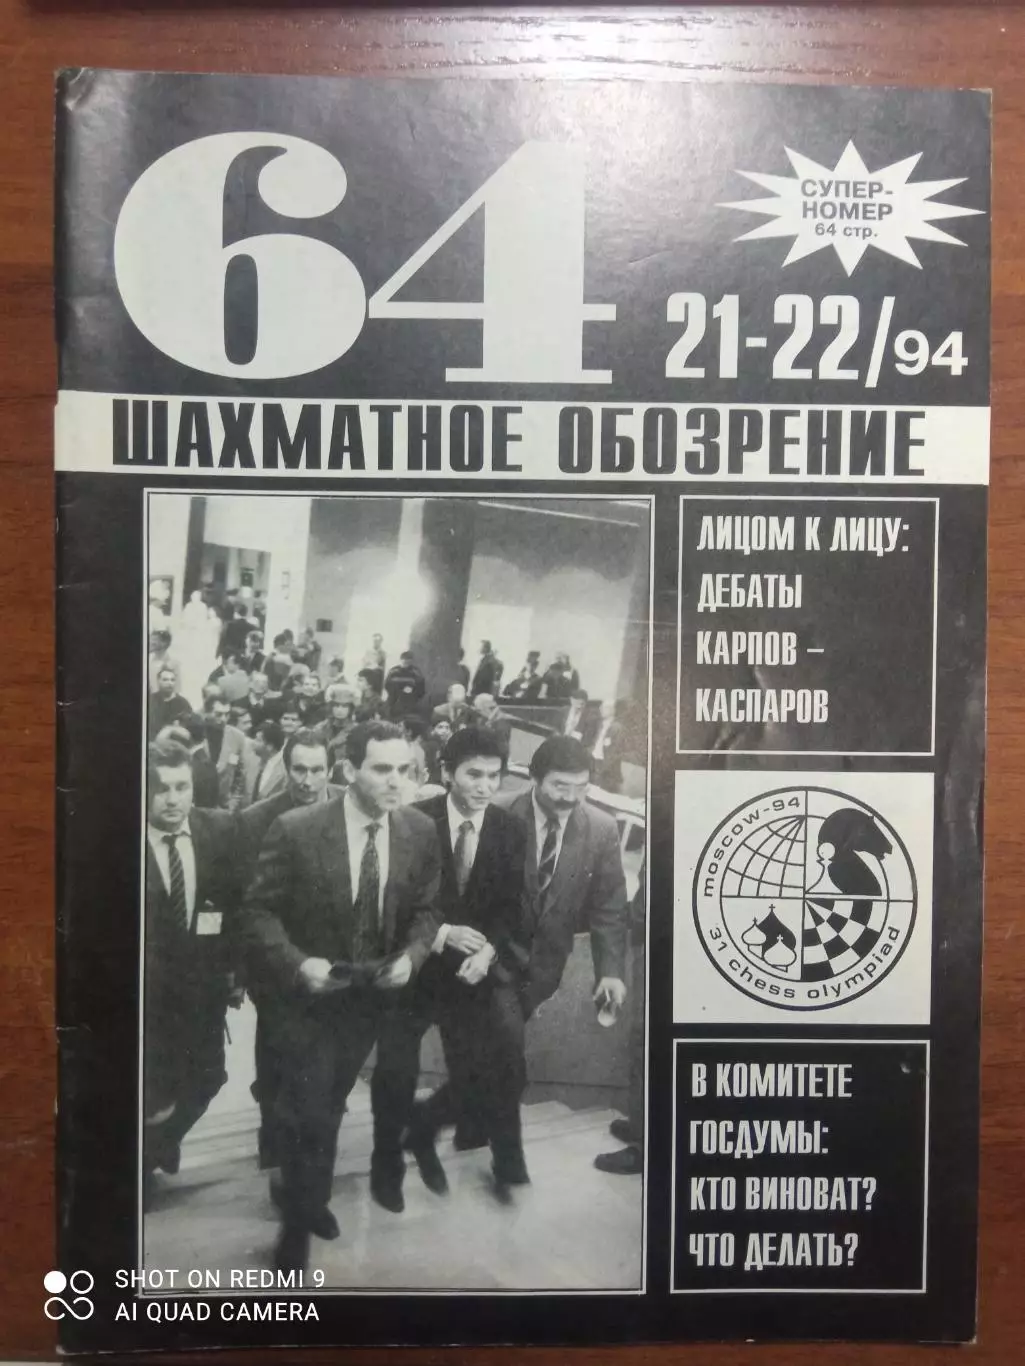 64
СУПЕР-
НОМЕР
64 стр.
21-22/94
ШАХМАТНОЕ ОБОЗРЕНИЕ
ЛИЦОМ К ЛИЦУ:
ДЕБАТЫ
КАРПОВ –
КАСПАРОВ
moscow-94
31 chess olympiad
В КОМИТЕТЕ
ГОСДУМЫ:
КТО ВИНОВАТ?
ЧТО ДЕЛАТЬ?
SHOT ON REDMI 9
AI QUAD CAMERA